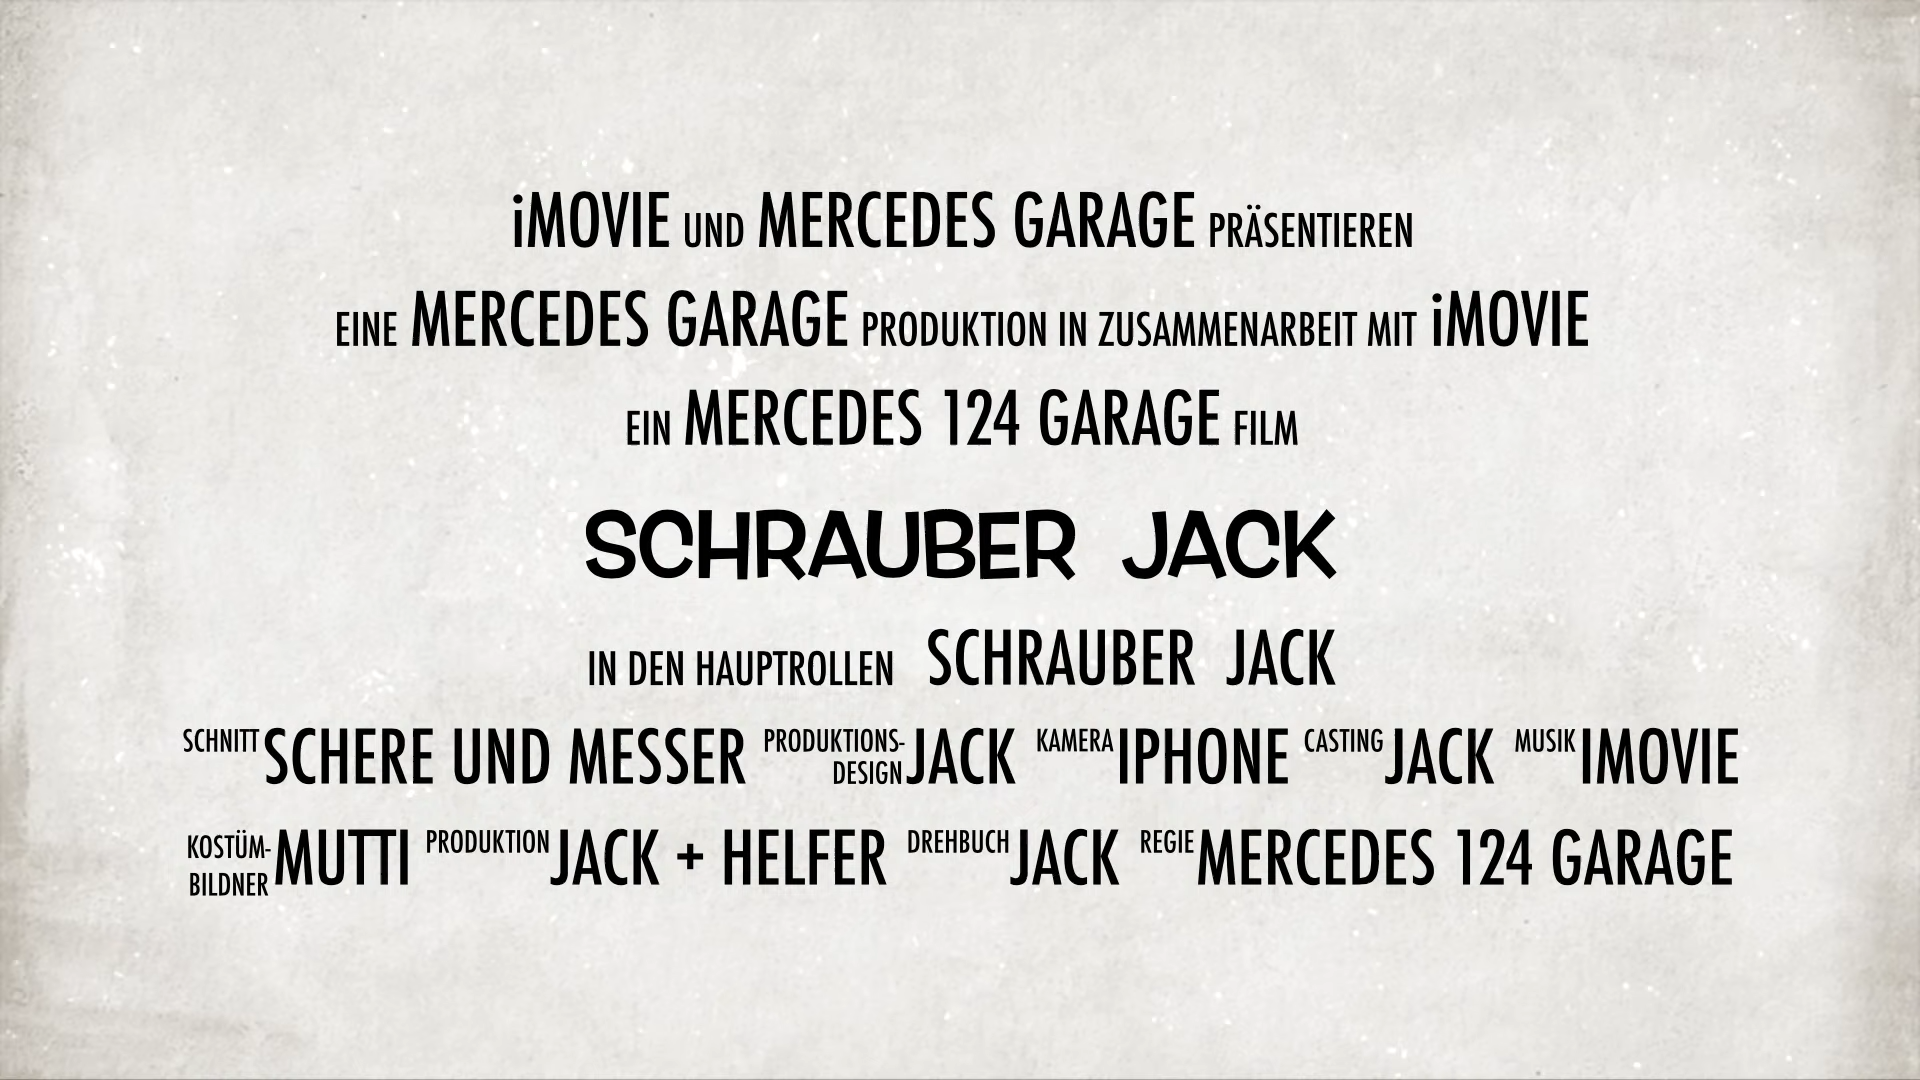 iMOVIE UND MERCEDES GARAGE PRÄSENTIEREN
EINE MERCEDES GARAGE PRODUKTION IN ZUSAMMENARBEIT MIT iMOVIE
EIN MERCEDES 124 GARAGE FILM
SCHRAUBER JACK
IN DEN HAUPTROLLEN SCHRAUBER JACK
SCHNITT SCHERE UND MESSER PRODUKTIONS-DESIGN JACK KAMERA IPHONE CASTING JACK MUSIK IMOVIE
KOSTÜM-BILDNER MUTTI PRODUKTION JACK + HELFER DREHBUCH JACK REGIE MERCEDES 124 GARAGE